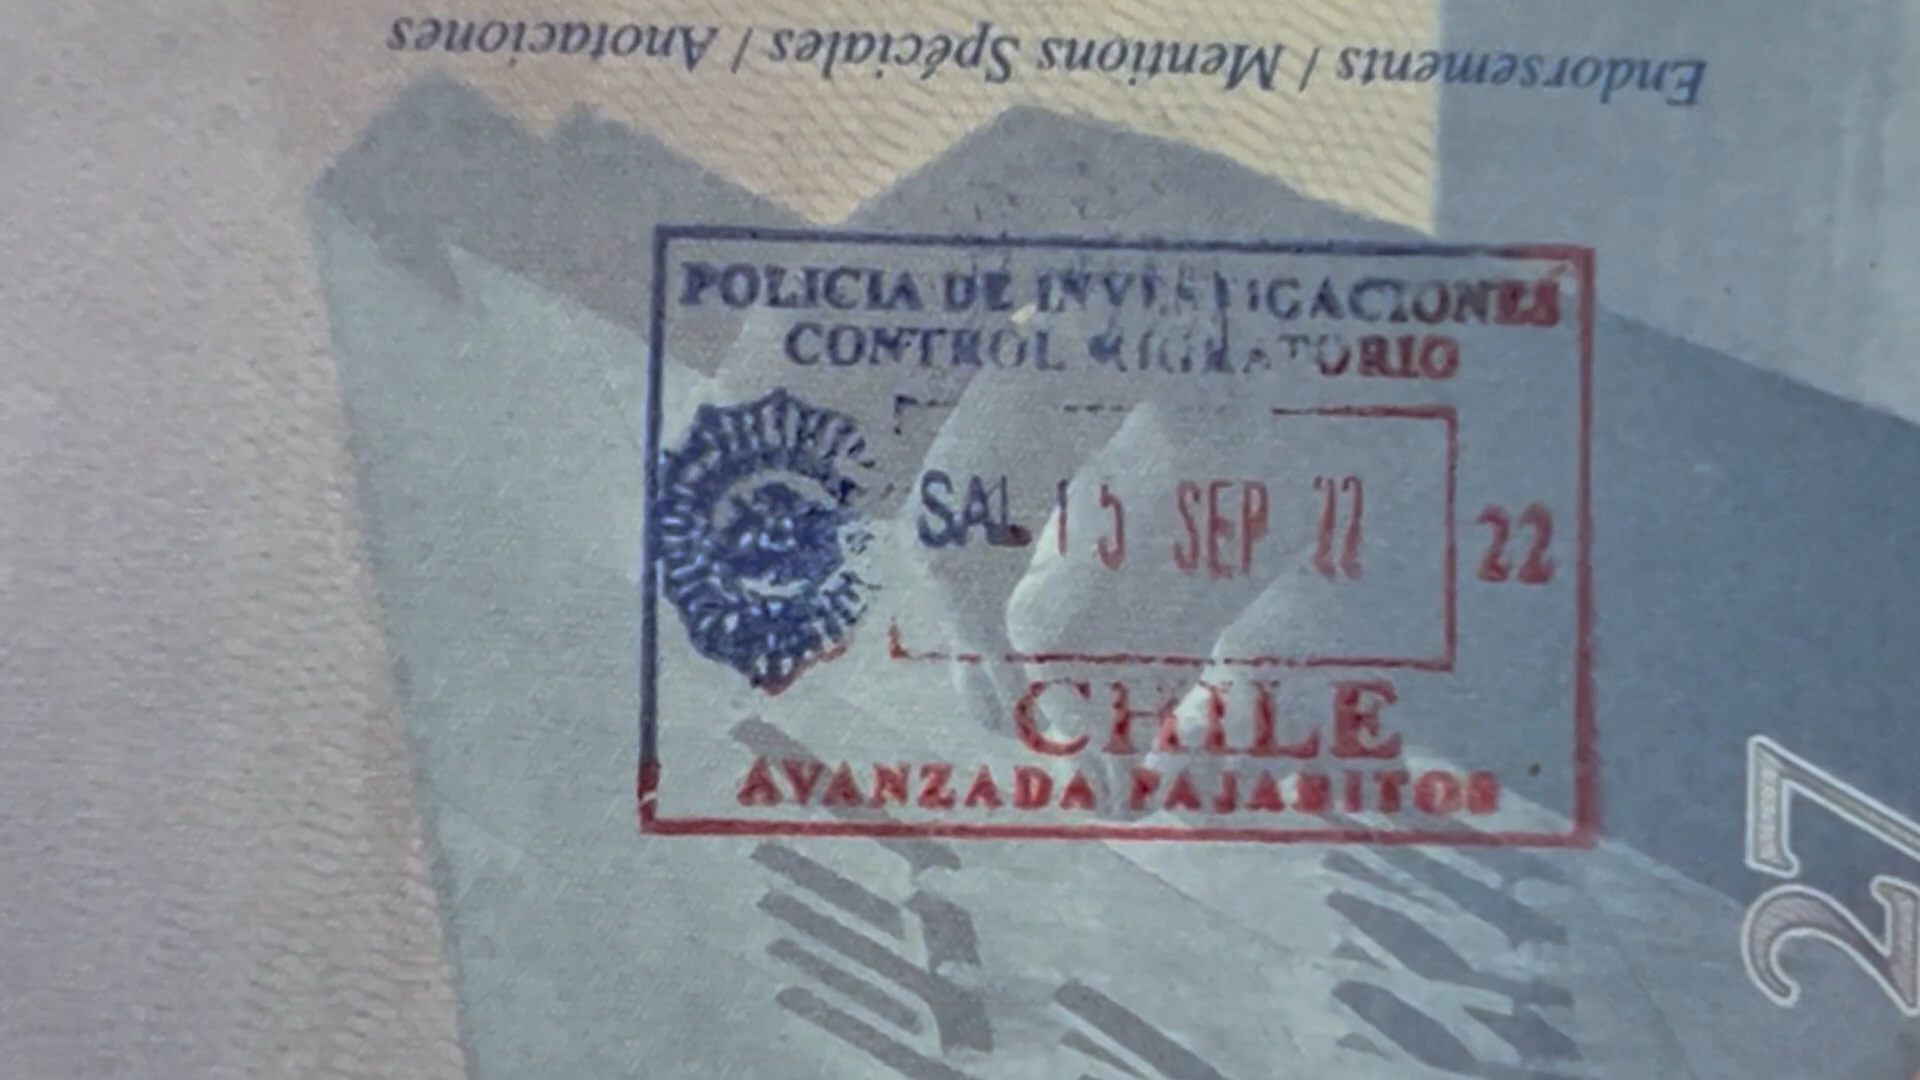 Endorsements / Mentions Spéciales / Anotaciones
POLICIA DE INVESTIGACIONES
CONTROL MIGRATORIO
SAL 15 SEP 22
22
CHILE
AVANZADA PAJARITOS
27